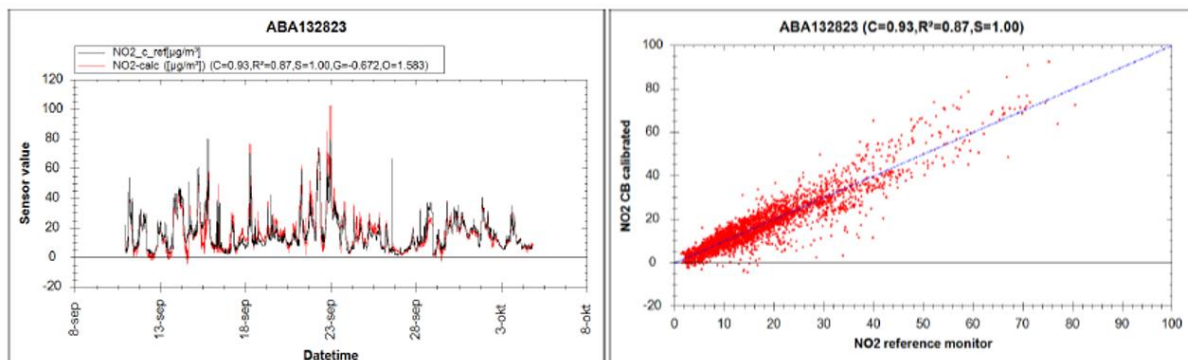 ABA132823
NO2_c_ref[µg/m³]
NO2-calc ([µg/m³]) (C=0.93,R²=0.87,S=1.00,G=-0.672,O=1.583)
120
100
80
60
40
20
0
-20
Sensor value
8-sep
13-sep
18-sep
23-sep
28-sep
3-okt
8-okt
Datetime
ABA132823 (C=0.93,R²=0.87,S=1.00)
100
80
60
40
20
0
-20
NO2 CB calibrated
0 10 20 30 40 50 60 70 80 90 100
NO2 reference monitor